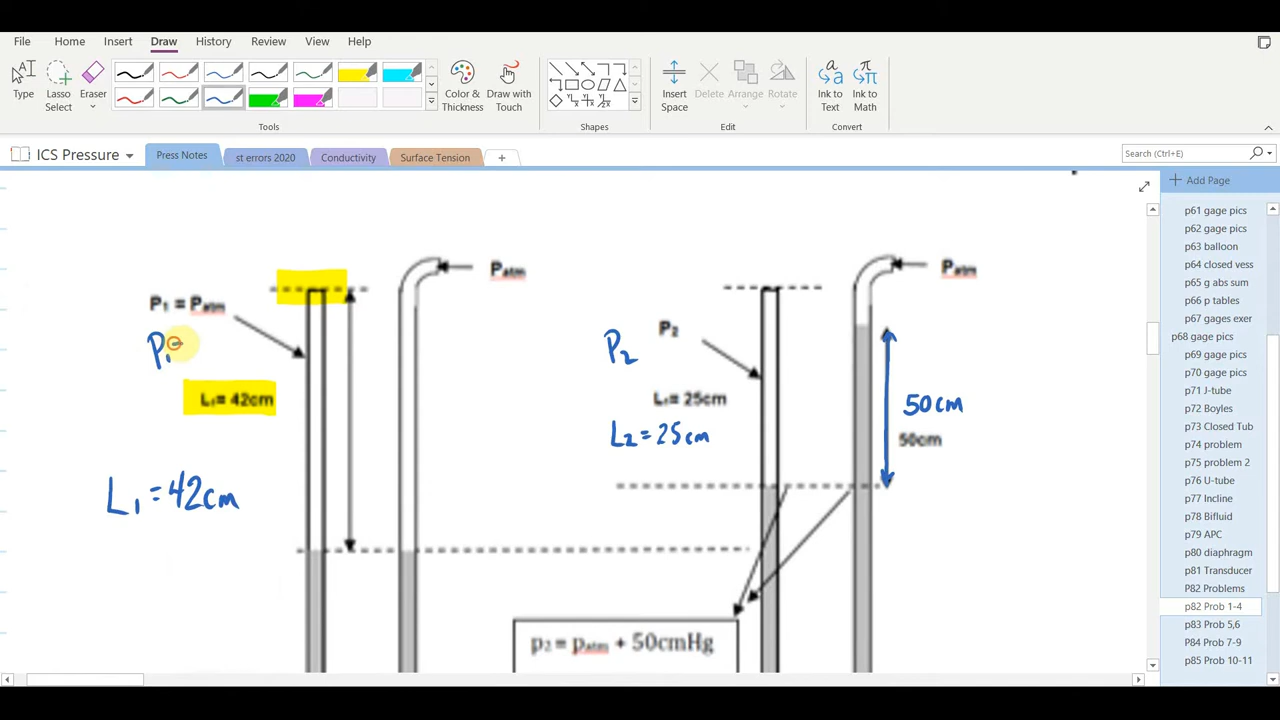 File Home Insert Draw History Review View Help
Type Lasso Select Eraser Color & Thickness Draw with Touch Insert Space Delete Arrange Rotate Ink to Text Ink to Math
Tools Shapes Edit Convert
ICS Pressure Press Notes st errors 2020 Conductivity Surface Tension + Search (Ctrl+E)
Add Page
p61 gage pics
p62 gage pics
p63 balloon
p64 closed vess
p65 g abs sum
p66 p tables
p67 gages exer
p68 gage pics
p69 gage pics
p70 gage pics
p71 J-tube
p72 Boyles
p73 Closed Tub
p74 problem
p75 problem 2
p76 U-tube
p77 Incline
p78 Bifluid
p79 APC
p80 diaphragm
p81 Transducer
P82 Problems
p82 Prob 1-4
p83 Prob 5,6
P84 Prob 7-9
p85 Prob 10-11
P₁ = Patm
Patm
P₁
L₁= 42cm
L₁ = 42cm
P₂
P₂
L₁= 25cm
L₂ = 25cm
Patm
50cm
50cm
p₂ = patm + 50cmHg